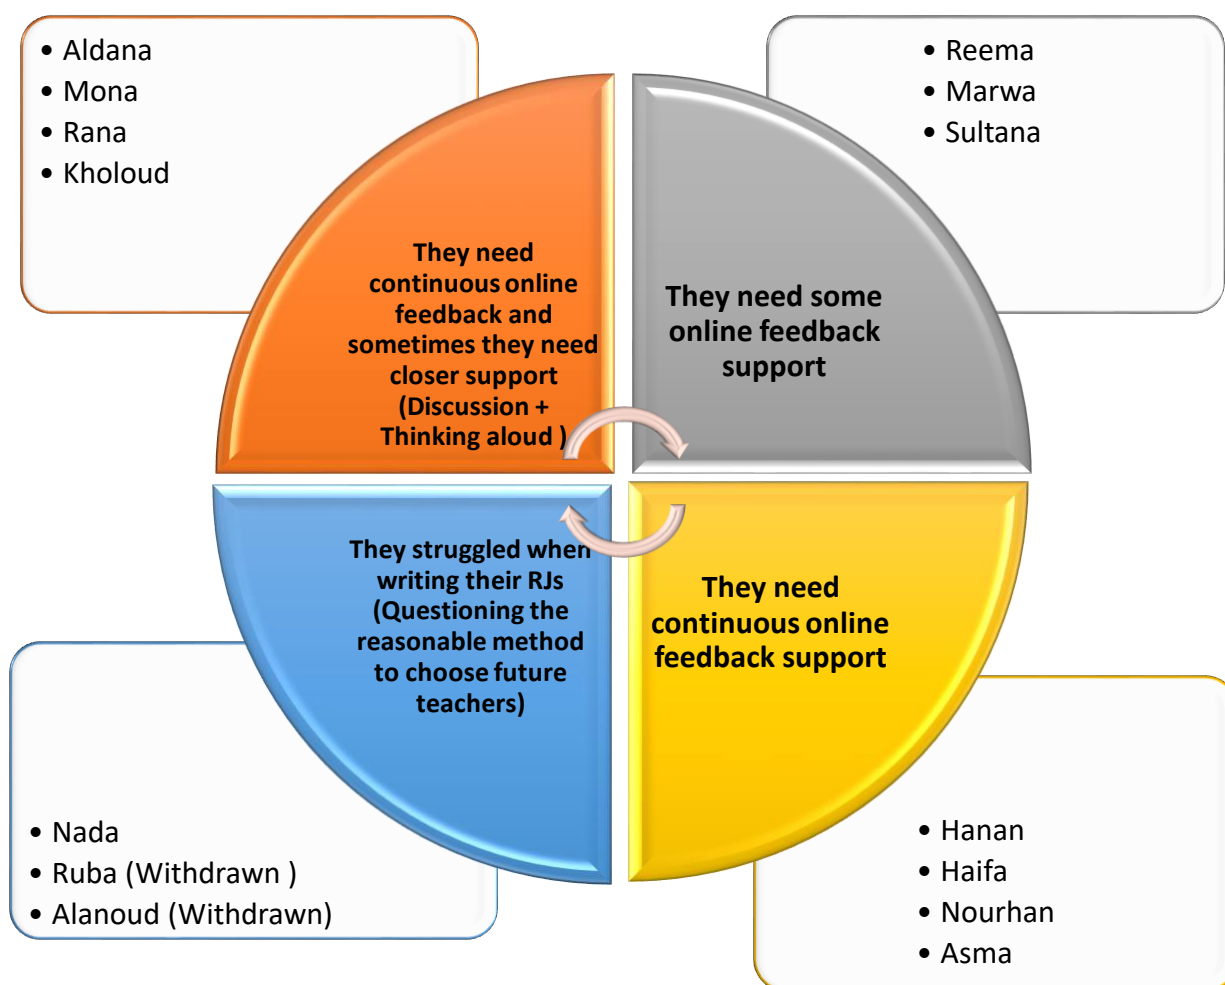 • Aldana
• Mona
• Rana
• Kholoud
• Reema
• Marwa
• Sultana
They need
continuous online
feedback and
sometimes they need
closer support
(Discussion +
Thinking aloud )
They need some
online feedback
support
They struggled when
writing their RJs
(Questioning the
reasonable method
to choose future
teachers)
They need
continuous online
feedback support
• Nada
• Ruba (Withdrawn )
• Alanoud (Withdrawn)
• Hanan
• Haifa
• Nourhan
• Asma